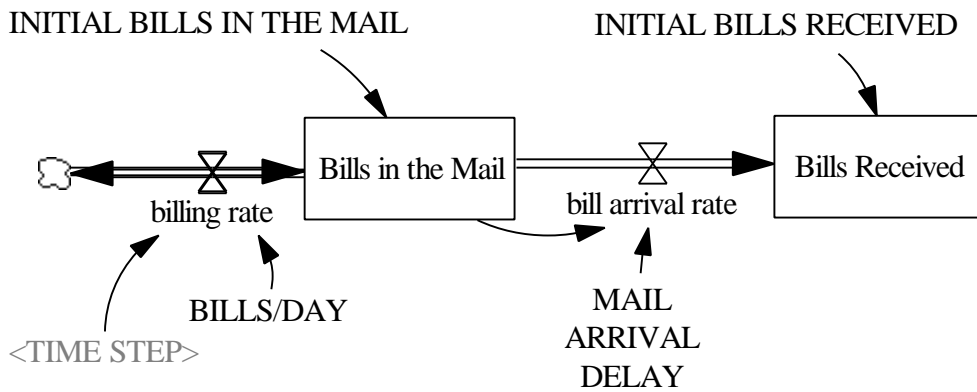 INITIAL BILLS IN THE MAIL
INITIAL BILLS RECEIVED
Bills in the Mail
Bills Received
billing rate
bill arrival rate
BILLS/DAY
<TIME STEP>
MAIL
ARRIVAL
DELAY